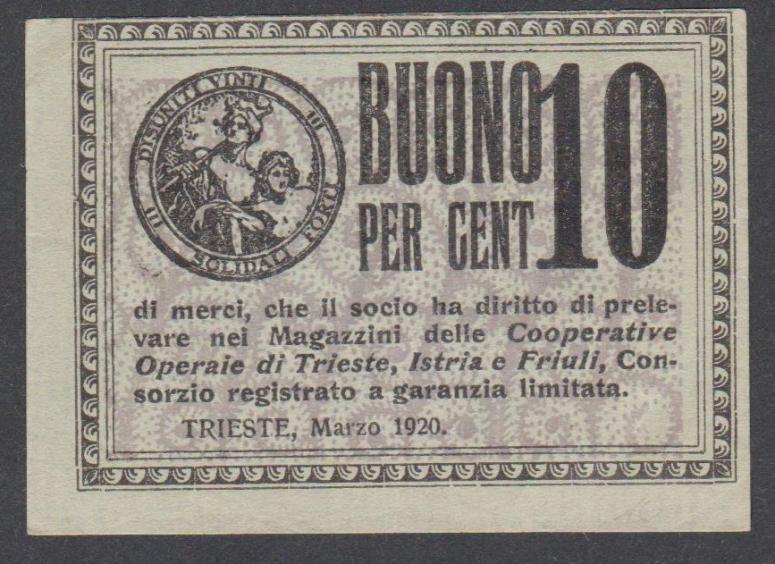 DISUNITI VINTI
SOLIDALI FORTI
BUONO
PER CENT 10
di merci, che il socio ha diritto di prele-
vare nei Magazzini delle Cooperative
Operaie di Trieste, Istria e Friuli, Con-
sorzio registrato a garanzia limitata.
TRIESTE, Marzo 1920.